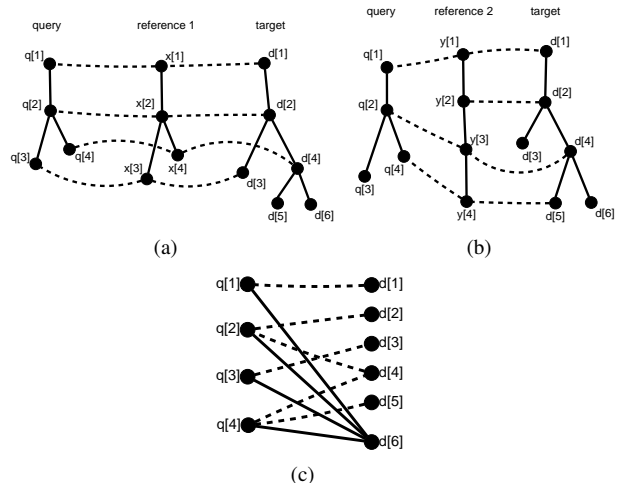 query reference 1 target
q[1] x[1] d[1]
q[2] x[2] d[2]
q[3] q[4] x[3] x[4] d[3] d[4]
d[5] d[6]
(a)
query reference 2 target
q[1] y[1] d[1]
q[2] y[2] d[2]
q[3] q[4] y[3] d[3] d[4]
y[4] d[5] d[6]
(b)
q[1] d[1]
q[2] d[2]
d[3]
q[3] d[4]
d[5]
q[4] d[6]
(c)